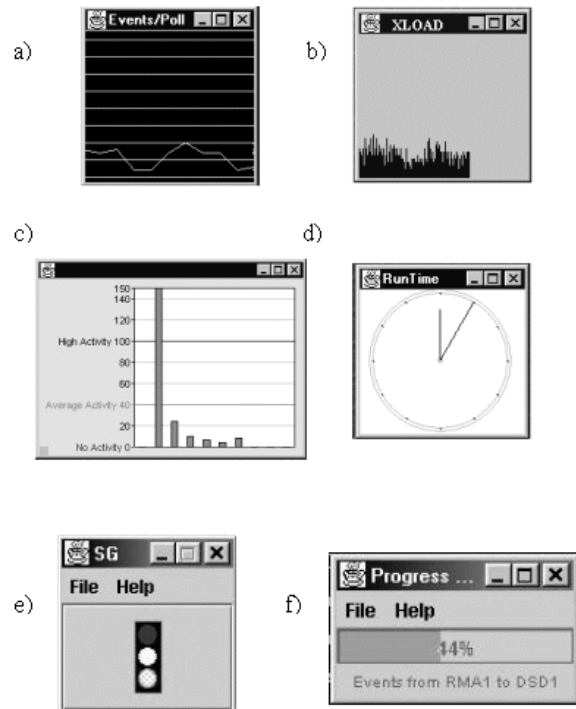 a)
Events/Poll
b)
XLOAD
c)
150
140
120
High Activity 100
80
60
Average Activity 40
20
No Activity 0
d)
RunTime
e)
SG
File Help
f)
Progress ...
File Help
44%
Events from RMA1 to DSD1